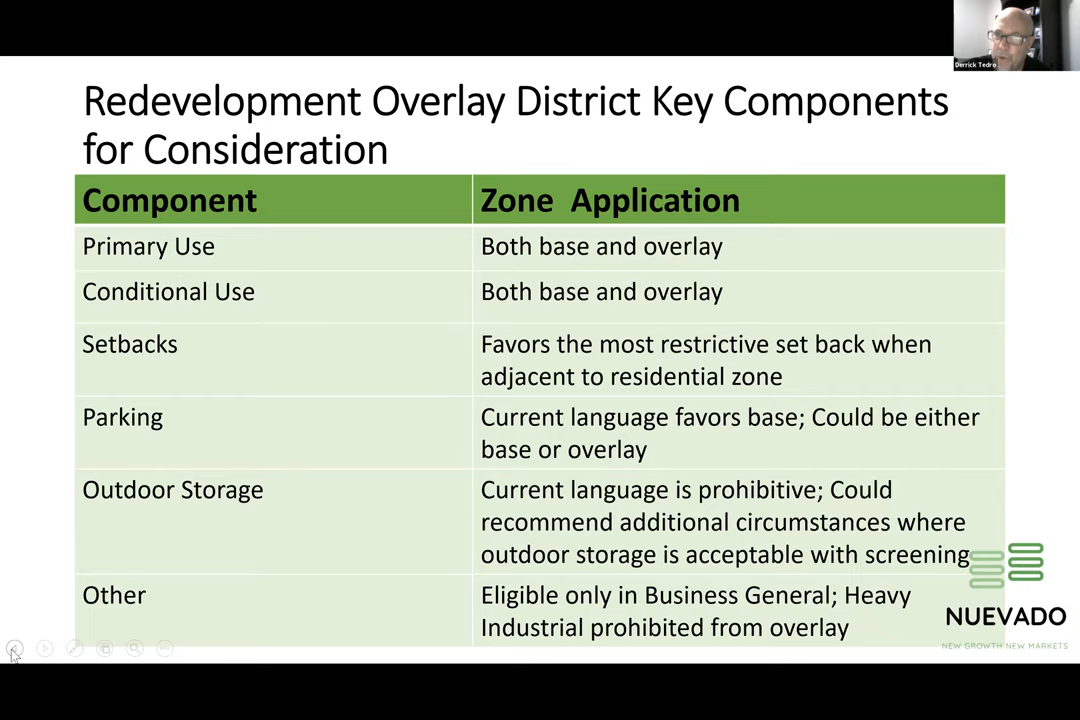 Derrick Tedro
Redevelopment Overlay District Key Components
for Consideration
Component
Zone Application
Primary Use
Both base and overlay
Conditional Use
Both base and overlay
Setbacks
Favors the most restrictive set back when
adjacent to residential zone
Parking
Current language favors base; Could be either
base or overlay
Outdoor Storage
Current language is prohibitive; Could
recommend additional circumstances where
outdoor storage is acceptable with screening
Other
Eligible only in Business General; Heavy
Industrial prohibited from overlay
NUEVADO
NEW GROWTH NEW MARKETS